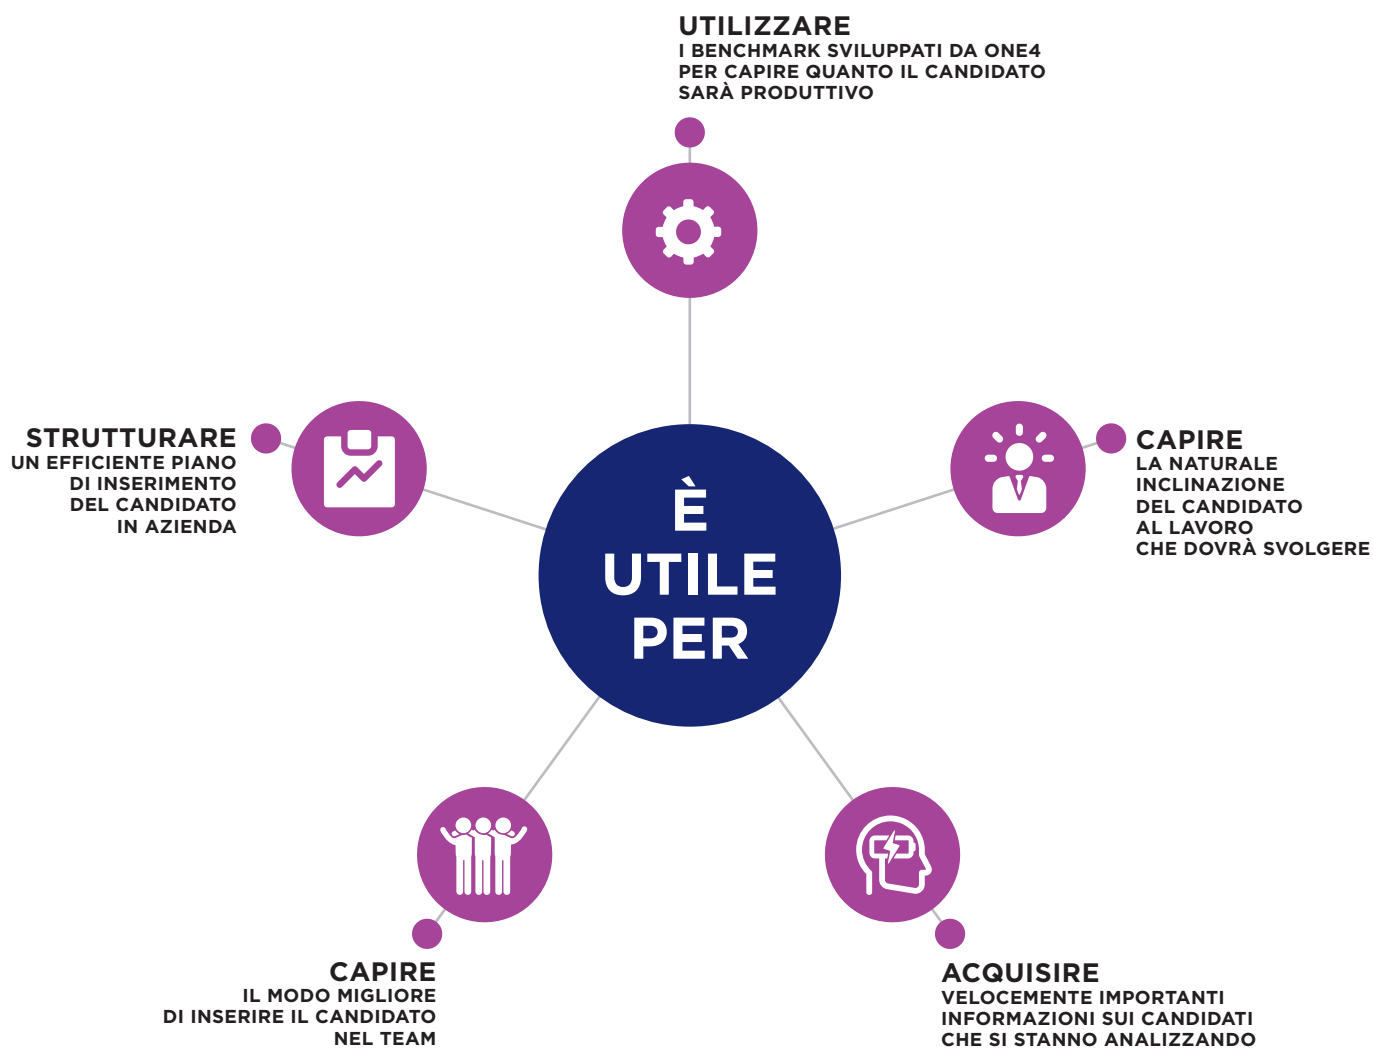 UTILIZZARE
I BENCHMARK SVILUPPATI DA ONE4
PER CAPIRE QUANTO IL CANDIDATO
SARÀ PRODUTTIVO
STRUTTURARE
UN EFFICIENTE PIANO
DI INSERIMENTO
DEL CANDIDATO
IN AZIENDA
È
UTILE
PER
CAPIRE
LA NATURALE
INCLINAZIONE
DEL CANDIDATO
AL LAVORO
CHE DOVRÀ SVOLGERE
CAPIRE
IL MODO MIGLIORE
DI INSERIRE IL CANDIDATO
NEL TEAM
ACQUISIRE
VELOCEMENTE IMPORTANTI
INFORMAZIONI SUI CANDIDATI
CHE SI STANNO ANALIZZANDO